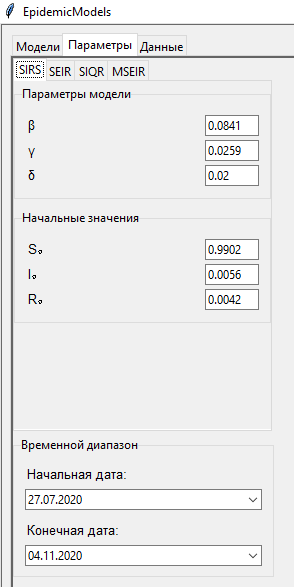 EpidemicModels
Модели Параметры Данные
SIRS SEIR SIQR MSEIR
Параметры модели
β 0.0841
γ 0.0259
δ 0.02
Начальные значения
S₀ 0.9902
I₀ 0.0056
R₀ 0.0042
Временной диапазон
Начальная дата:
27.07.2020
Конечная дата:
04.11.2020